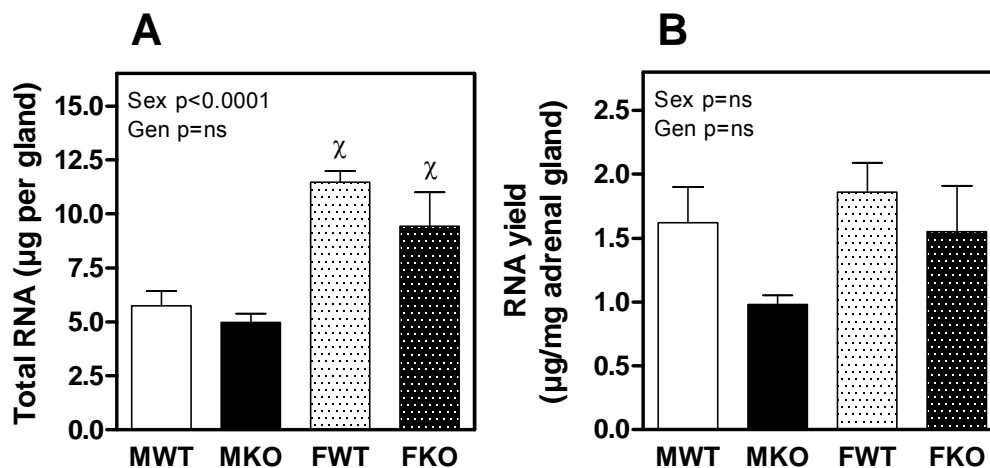 A
Total RNA (µg per gland)
15.0
12.5
10.0
7.5
5.0
2.5
0.0
Sex p<0.0001
Gen p=ns
χ
χ
MWT MKO FWT FKO
B
RNA yield
(µg/mg adrenal gland)
2.5
2.0
1.5
1.0
0.5
0.0
Sex p=ns
Gen p=ns
MWT MKO FWT FKO